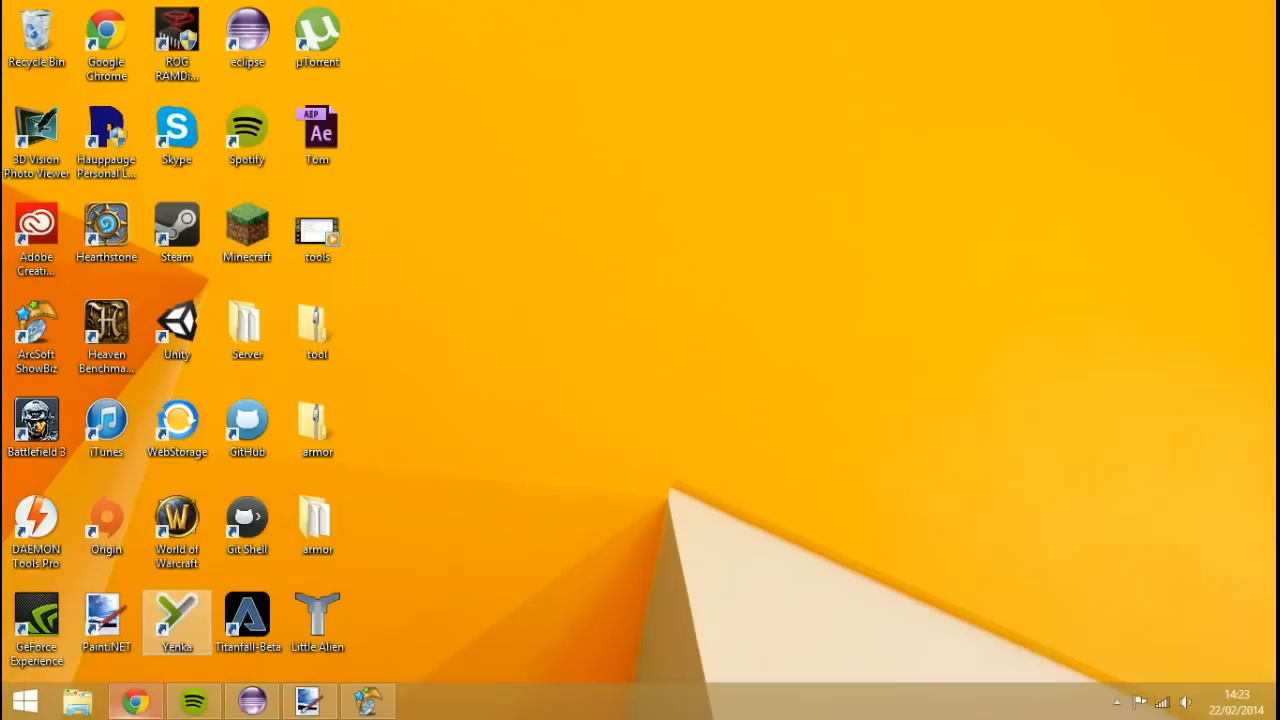 Recycle Bin
Google
Chrome
ROG
RAMDi...
eclipse
µTorrent
3D Vision
Photo Viewer
Hauppauge
Personal L...
Skype
Spotify
AEP
Ae
Tom
Adobe
Creati...
Hearthstone
Steam
Minecraft
tools
ArcSoft
ShowBiz
Heaven
Benchma...
Unity
Server
tool
Battlefield 3
iTunes
WebStorage
GitHub
armor
DAEMON
Tools Pro
Origin
World of
Warcraft
Git Shell
armor
GeForce
Experience
Paint.NET
Yenka
Titanfall-Beta
Little Alien
14:23
22/02/2014